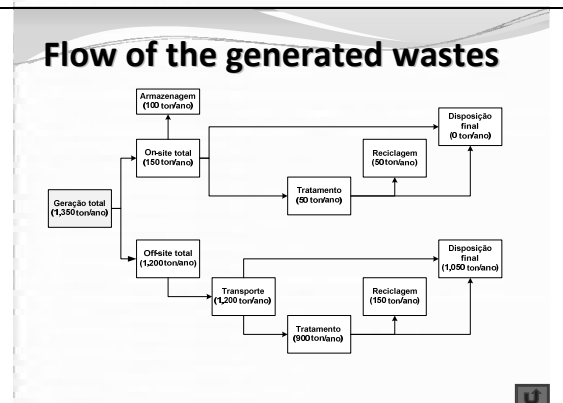 Flow of the generated wastes
Armazenagem
(100 ton/ano)
On-site total
(150 ton/ano)
Disposição
final
(0 ton/ano)
Reciclagem
(50 ton/ano)
Tratamento
(50 ton/ano)
Geração total
(1,350 ton/ano)
Off-site total
(1,200 ton/ano)
Transporte
(1,200 ton/ano)
Disposição
final
(1,050 ton/ano)
Reciclagem
(150 ton/ano)
Tratamento
(900 ton/ano)